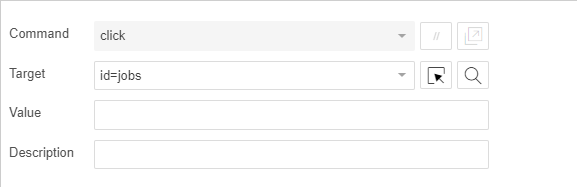 Command click //
Target id=jobs
Value
Description